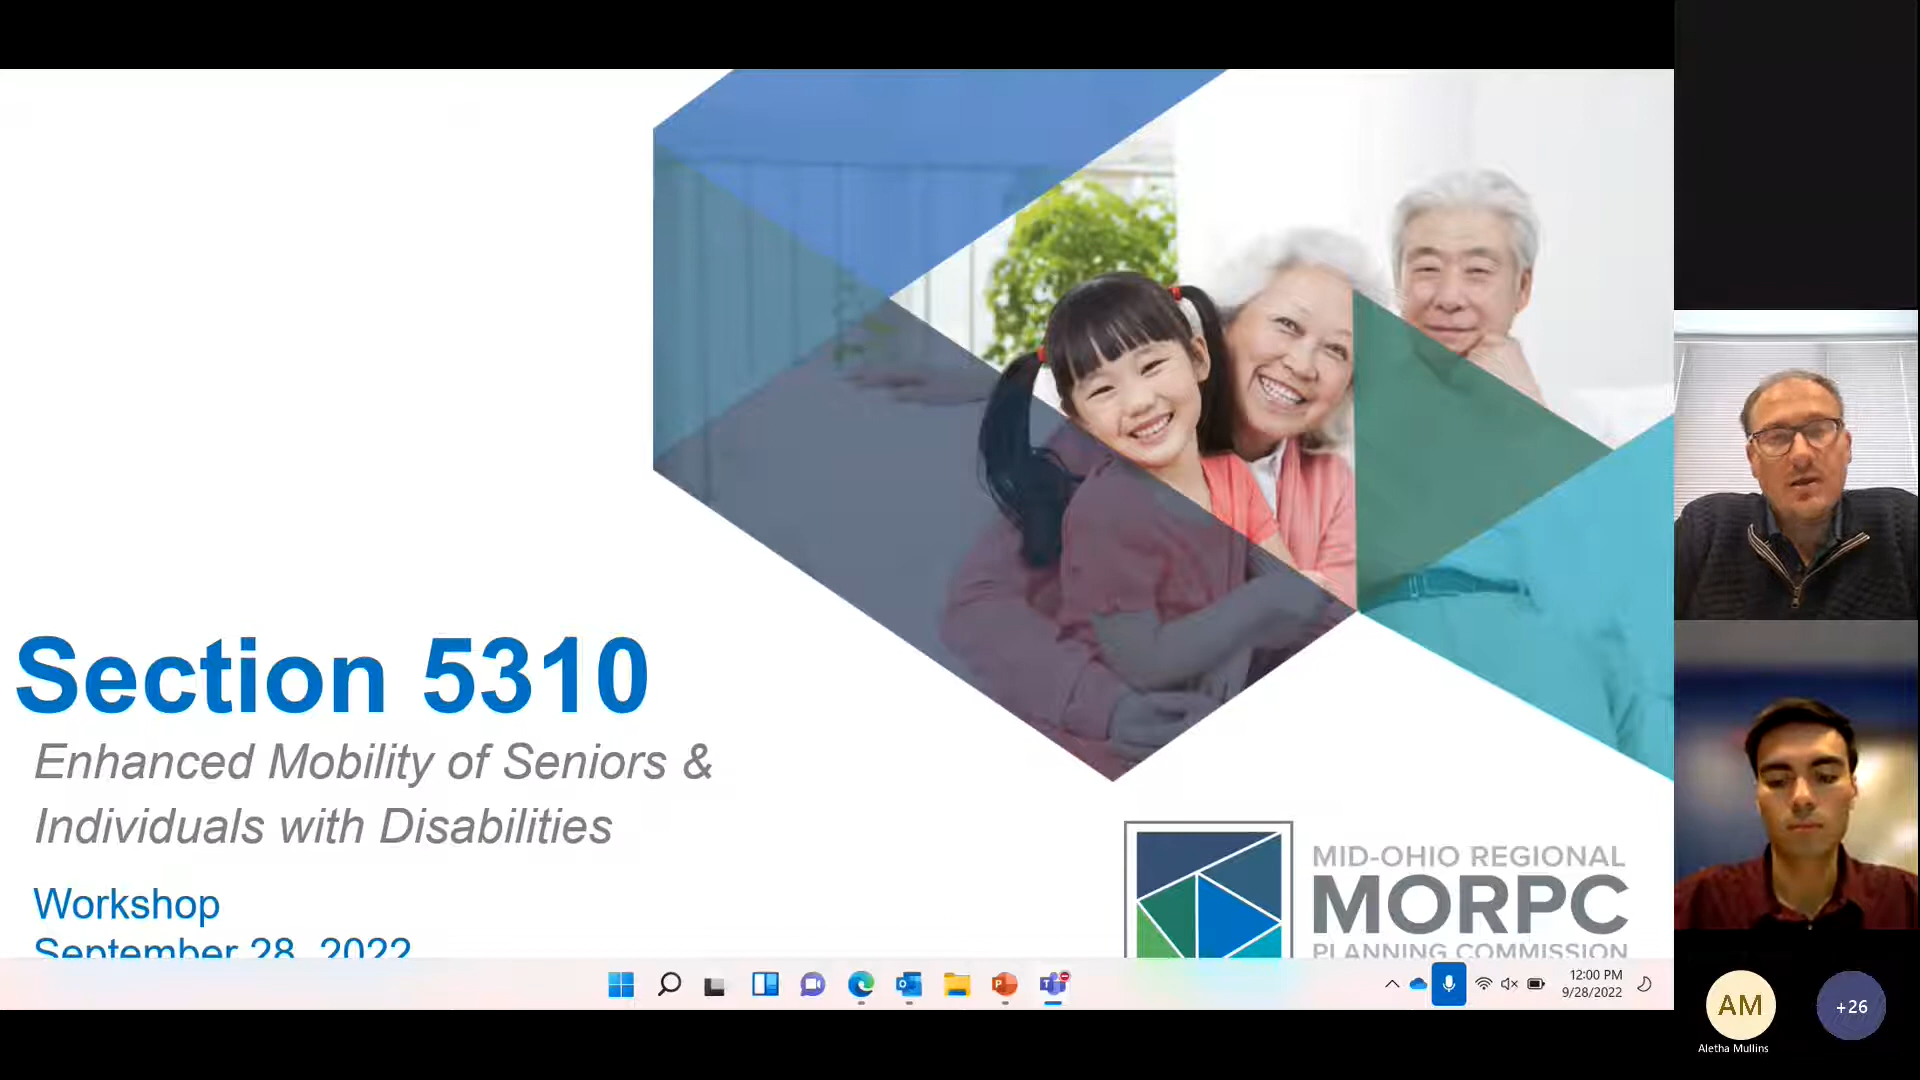 Section 5310
Enhanced Mobility of Seniors &
Individuals with Disabilities
Workshop
September 28, 2022
MID-OHIO REGIONAL
MORPC
PLANNING COMMISSION
12:00 PM
9/28/2022
AM
Aletha Mullins
+26